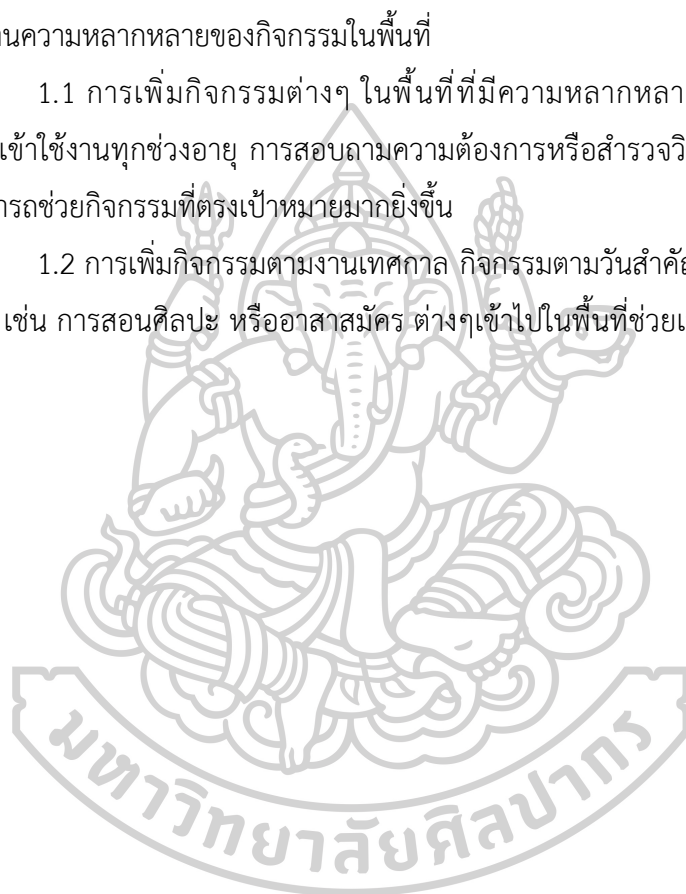 านความหลากหลายของกิจกรรมในพื้นที่
1.1 การเพิ่มกิจกรรมต่างๆ ในพื้นที่ที่มีความหลากหลา
เข้าใช้งานทุกช่วงอายุ การสอบถามความต้องการหรือสำรวจวิ
ารถช่วยกิจกรรมที่ตรงเป้าหมายมากยิ่งขึ้น
1.2 การเพิ่มกิจกรรมตามงานเทศกาล กิจกรรมตามวันสำคัญ
เช่น การสอนศิลปะ หรืออาสาสมัคร ต่างๆเข้าไปในพื้นที่ช่วยเ
มหาวิทยาลัยศิลปากร